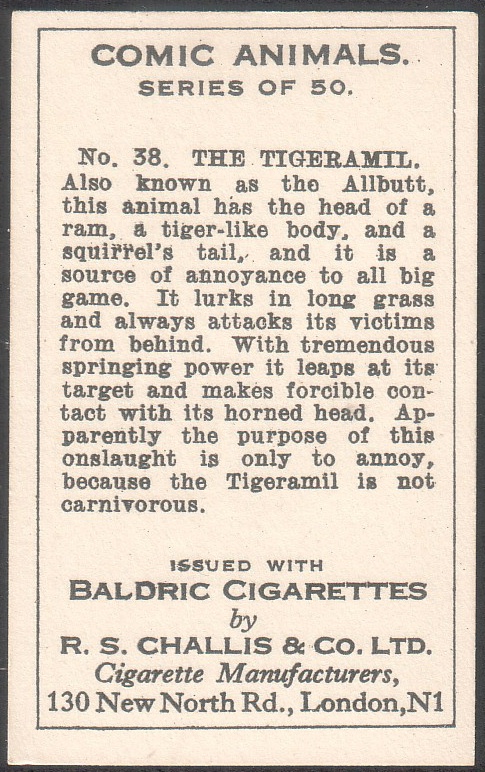 COMIC ANIMALS.
SERIES OF 50.
No. 38. THE TIGERAMIL.
Also known as the Allbutt,
this animal has the head of a
ram, a tiger-like body, and a
squirrel's tail, and it is a
source of annoyance to all big
game. It lurks in long grass
and always attacks its victims
from behind. With tremendous
springing power it leaps at its
target and makes forcible con-
tact with its horned head. Ap-
parently the purpose of this
onslaught is only to annoy,
because the Tigeramil is not
carnivorous.
ISSUED WITH
BALDRIC CIGARETTES
by
R. S. CHALLIS & CO. LTD.
Cigarette Manufacturers,
130 New North Rd., London, N1